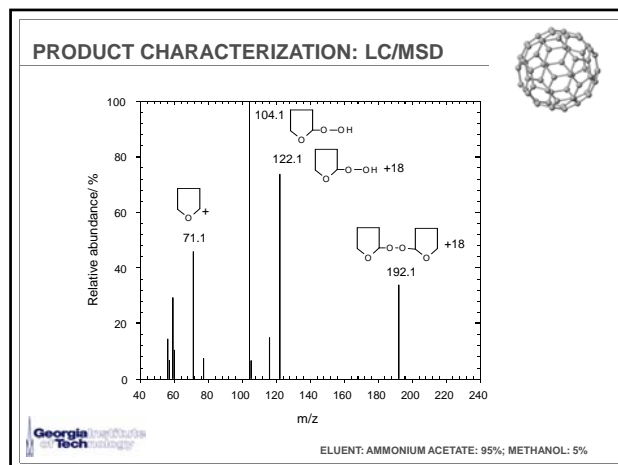 PRODUCT CHARACTERIZATION: LC/MSD
100
104.1
O
O
OH
80
122.1
O
O
OH
+18
O
+
71.1
60
O
O
O
O
+18
192.1
40
20
0
40
60
80
100
120
140
160
180
200
220
240
Relative abundance/ %
m/z
Georgia Institute
of Technology
ELUENT: AMMONIUM ACETATE: 95%; METHANOL: 5%